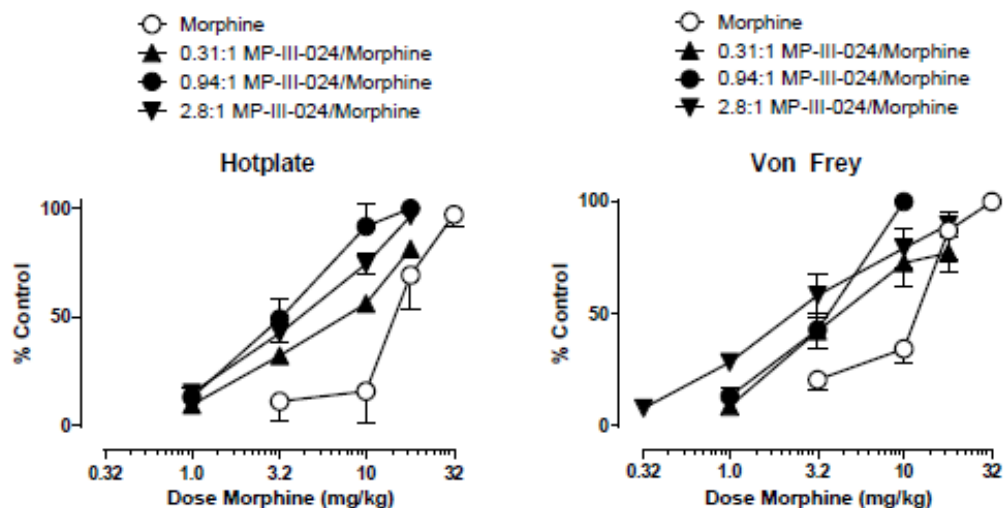 Morphine
0.31:1 MP-III-024/Morphine
0.94:1 MP-III-024/Morphine
2.8:1 MP-III-024/Morphine
Hotplate
% Control
100
50
0
0.32 1.0 3.2 10 32
Dose Morphine (mg/kg)
Morphine
0.31:1 MP-III-024/Morphine
0.94:1 MP-III-024/Morphine
2.8:1 MP-III-024/Morphine
Von Frey
% Control
100
50
0
0.32 1.0 3.2 10 32
Dose Morphine (mg/kg)